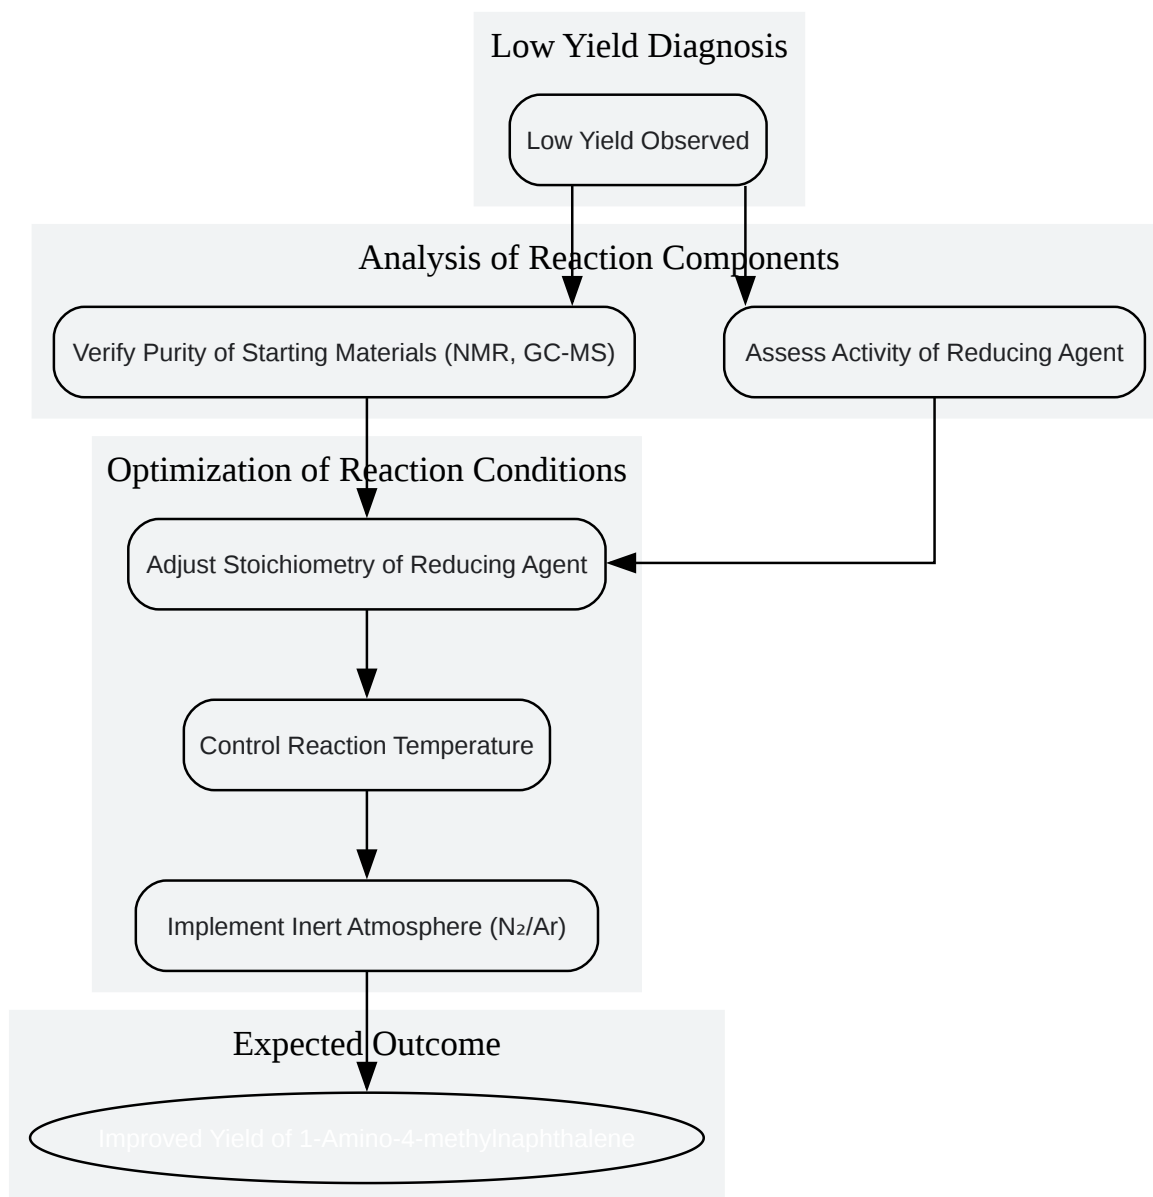 Low Yield Diagnosis
Low Yield Observed
Analysis of Reaction Components
Verify Purity of Starting Materials (NMR, GC-MS)
Assess Activity of Reducing Agent
Optimization of Reaction Conditions
Adjust Stoichiometry of Reducing Agent
Control Reaction Temperature
Implement Inert Atmosphere (N₂/Ar)
Expected Outcome
Improved Yield of 1-Amino-4-methylnaphthalene